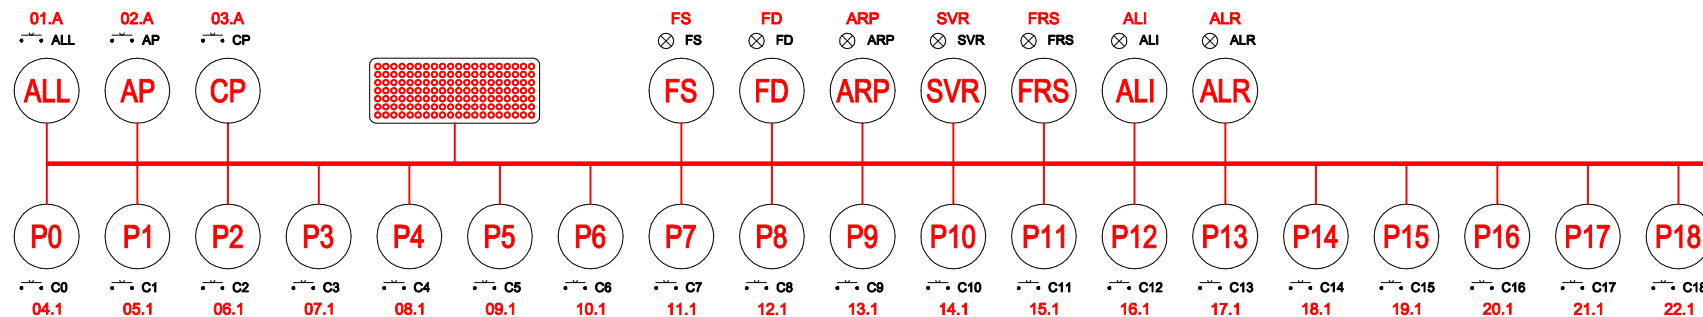 01.A 02.A 03.A FS FD ARP SVR FRS ALI ALR
ALL AP CP FS FD ARP SVR FRS ALI ALR
ALL AP CP FS FD ARP SVR FRS ALI ALR
P0 P1 P2 P3 P4 P5 P6 P7 P8 P9 P10 P11 P12 P13 P14 P15 P16 P17 P18
C0 C1 C2 C3 C4 C5 C6 C7 C8 C9 C10 C11 C12 C13 C14 C15 C16 C17 C18
04.1 05.1 06.1 07.1 08.1 09.1 10.1 11.1 12.1 13.1 14.1 15.1 16.1 17.1 18.1 19.1 20.1 21.1 22.1